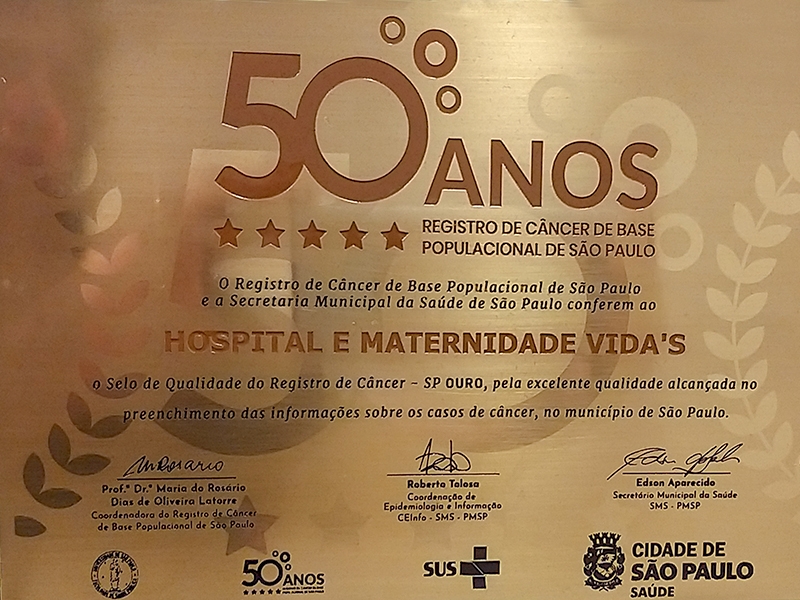 50 ANOS
REGISTRO DE CÂNCER DE BASE
POPULACIONAL DE SÃO PAULO
O Registro de Câncer de Base Populacional de São Paulo
e a Secretaria Municipal da Saúde de São Paulo conferem ao
HOSPITAL E MATERNIDADE VIDA'S
o Selo de Qualidade do Registro de Câncer – SP OURO, pela excelente qualidade alcançada no
preenchimento das informações sobre os casos de câncer, no município de São Paulo.
Prof.ª Dr.ª Maria do Rosário
Dias de Oliveira Latorre
Coordenadora do Registro de Câncer
de Base Populacional de São Paulo
Roberto Tolosa
Coordenação de
Epidemiologia e Informação
CEInfo - SMS - PMSP
Edson Aparecido
Secretário Municipal da Saúde
SMS - PMSP
50 ANOS
SUS
CIDADE DE
SÃO PAULO
SAÚDE